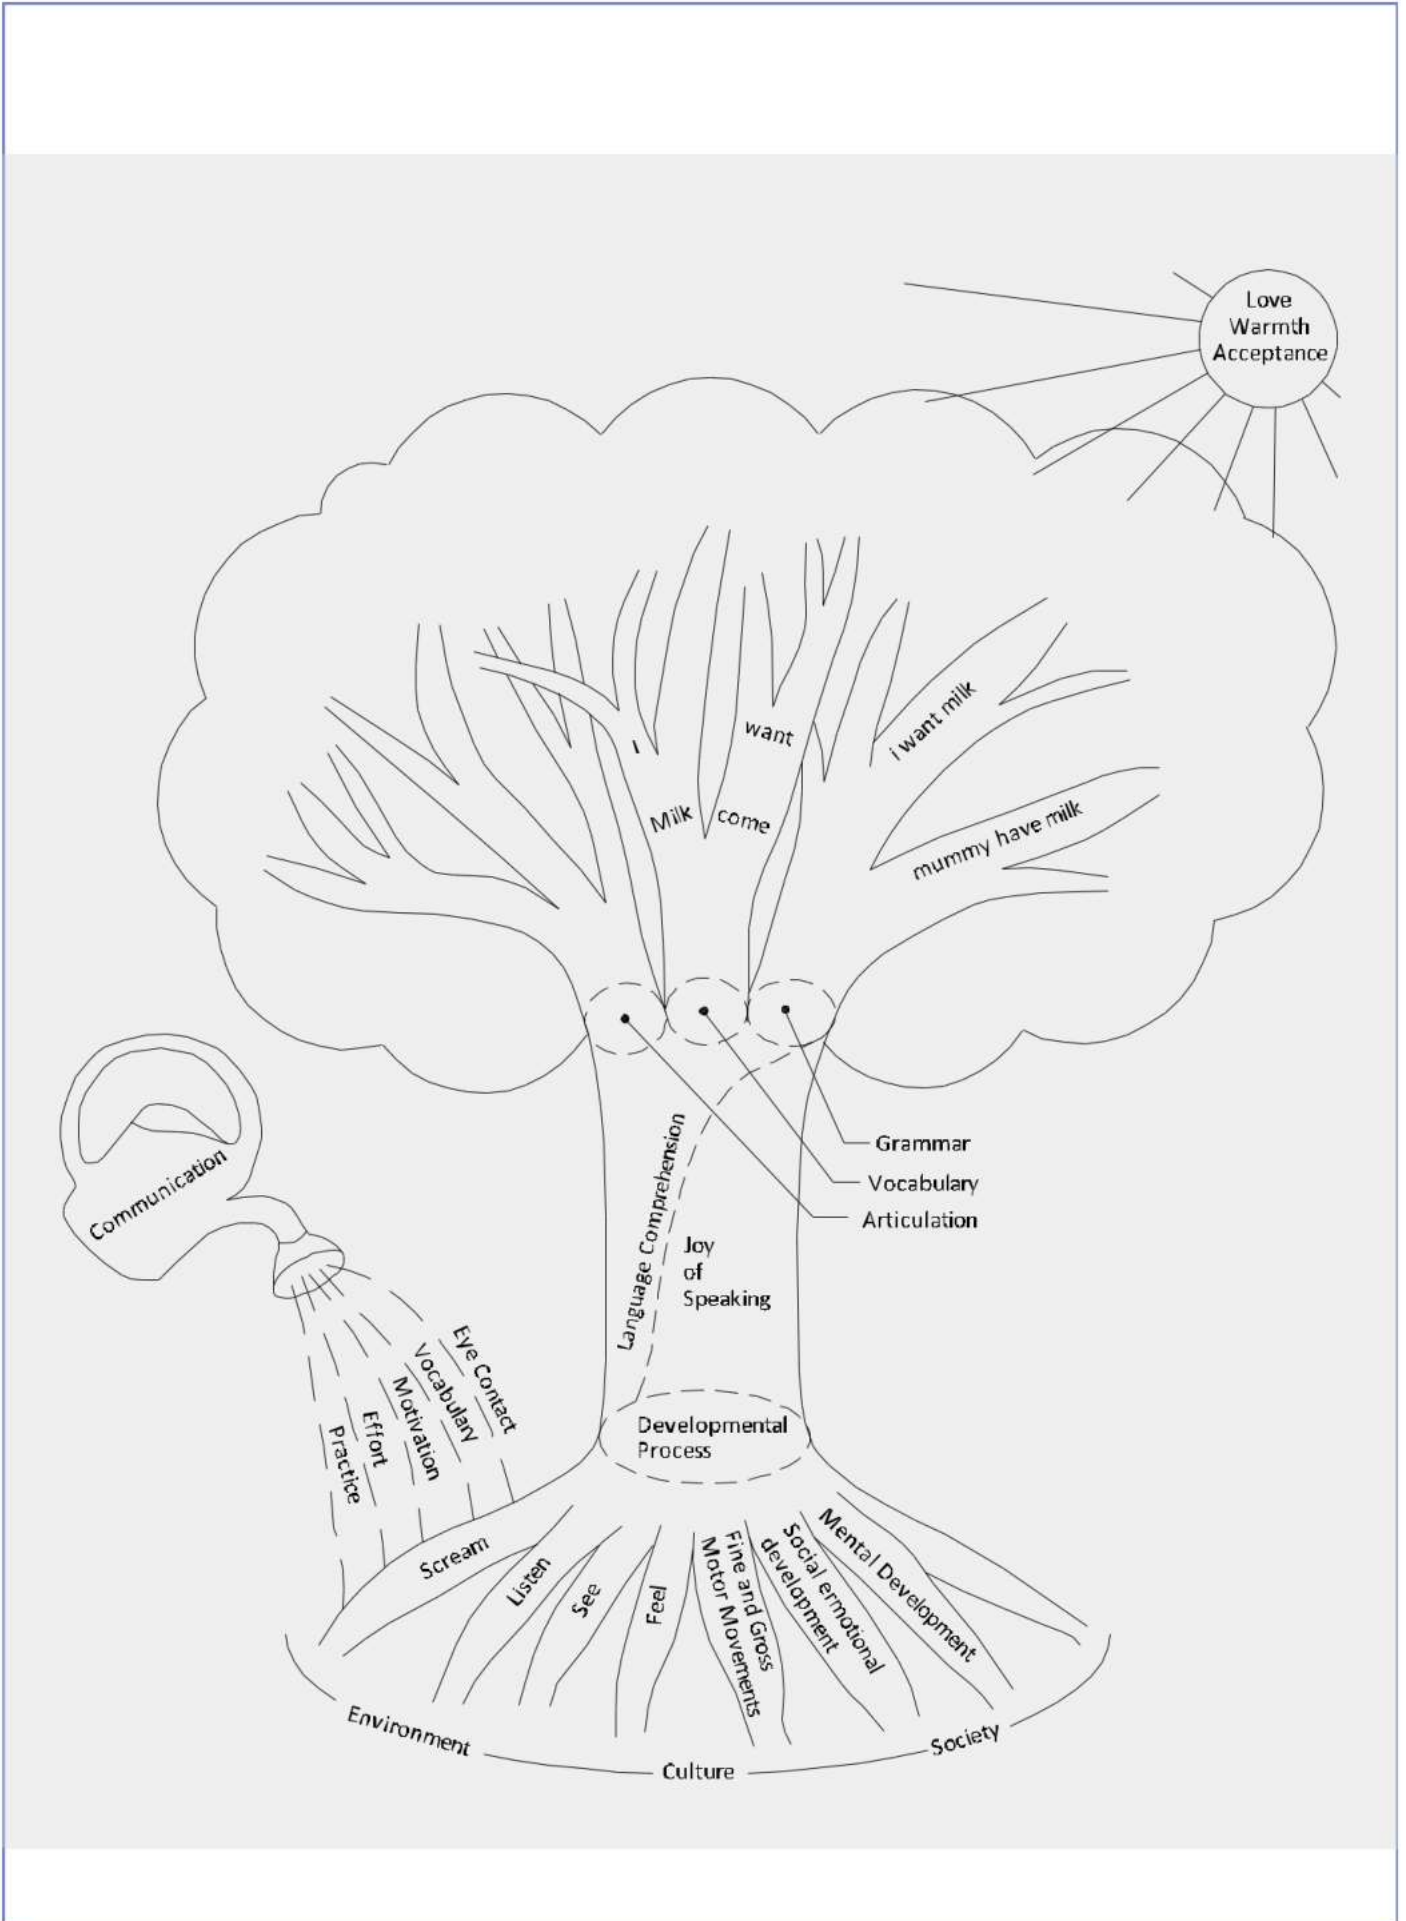 Love
Warmth
Acceptance
I
want
i want milk
Milk
come
mummy have milk
Grammar
Vocabulary
Articulation
Communication
Language Comprehension
Joy
of
Speaking
Eye Contact
Vocabulary
Motivation
Effort
Practice
Developmental
Process
Scream
Listen
See
Feel
Fine and Gross
Motor Movements
Social ermotional
development
Mental Development
Environment
Culture
Society